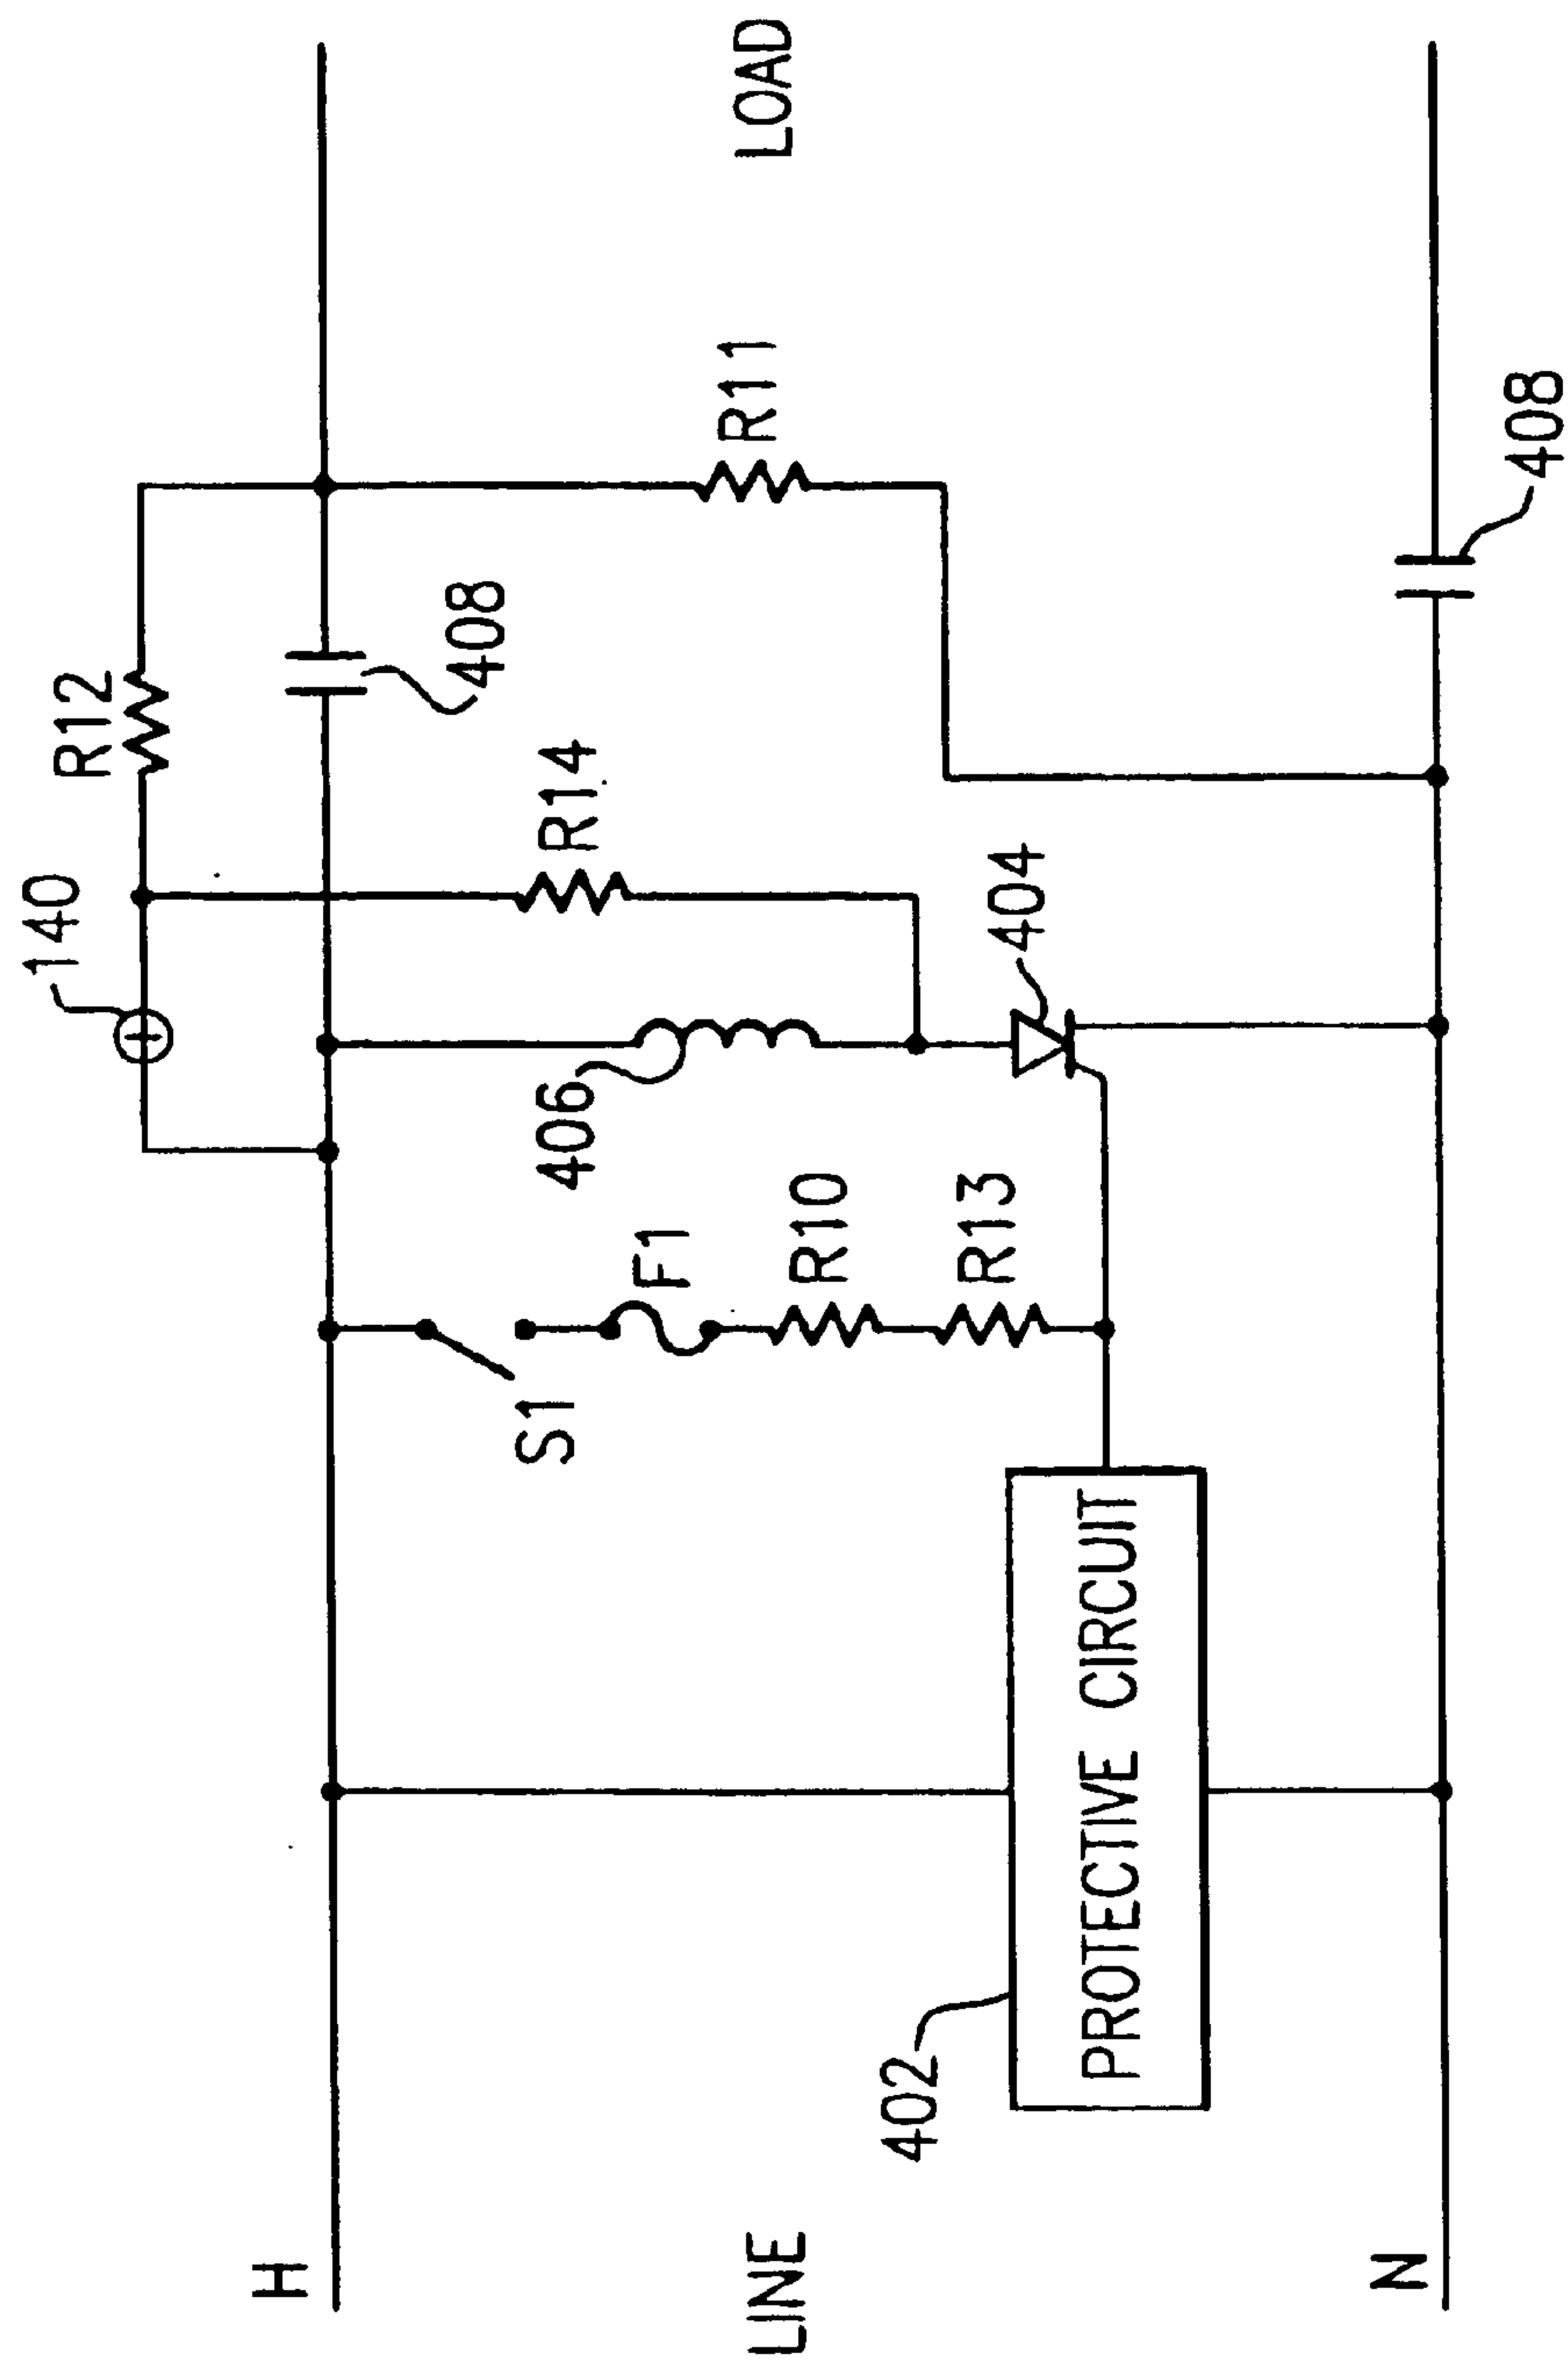 140
R12
H
408
R14
R11
406
S1
F1
LINE
LOAD
R10
402
R13
404
PROTECTIVE CIRCUIT
N
408